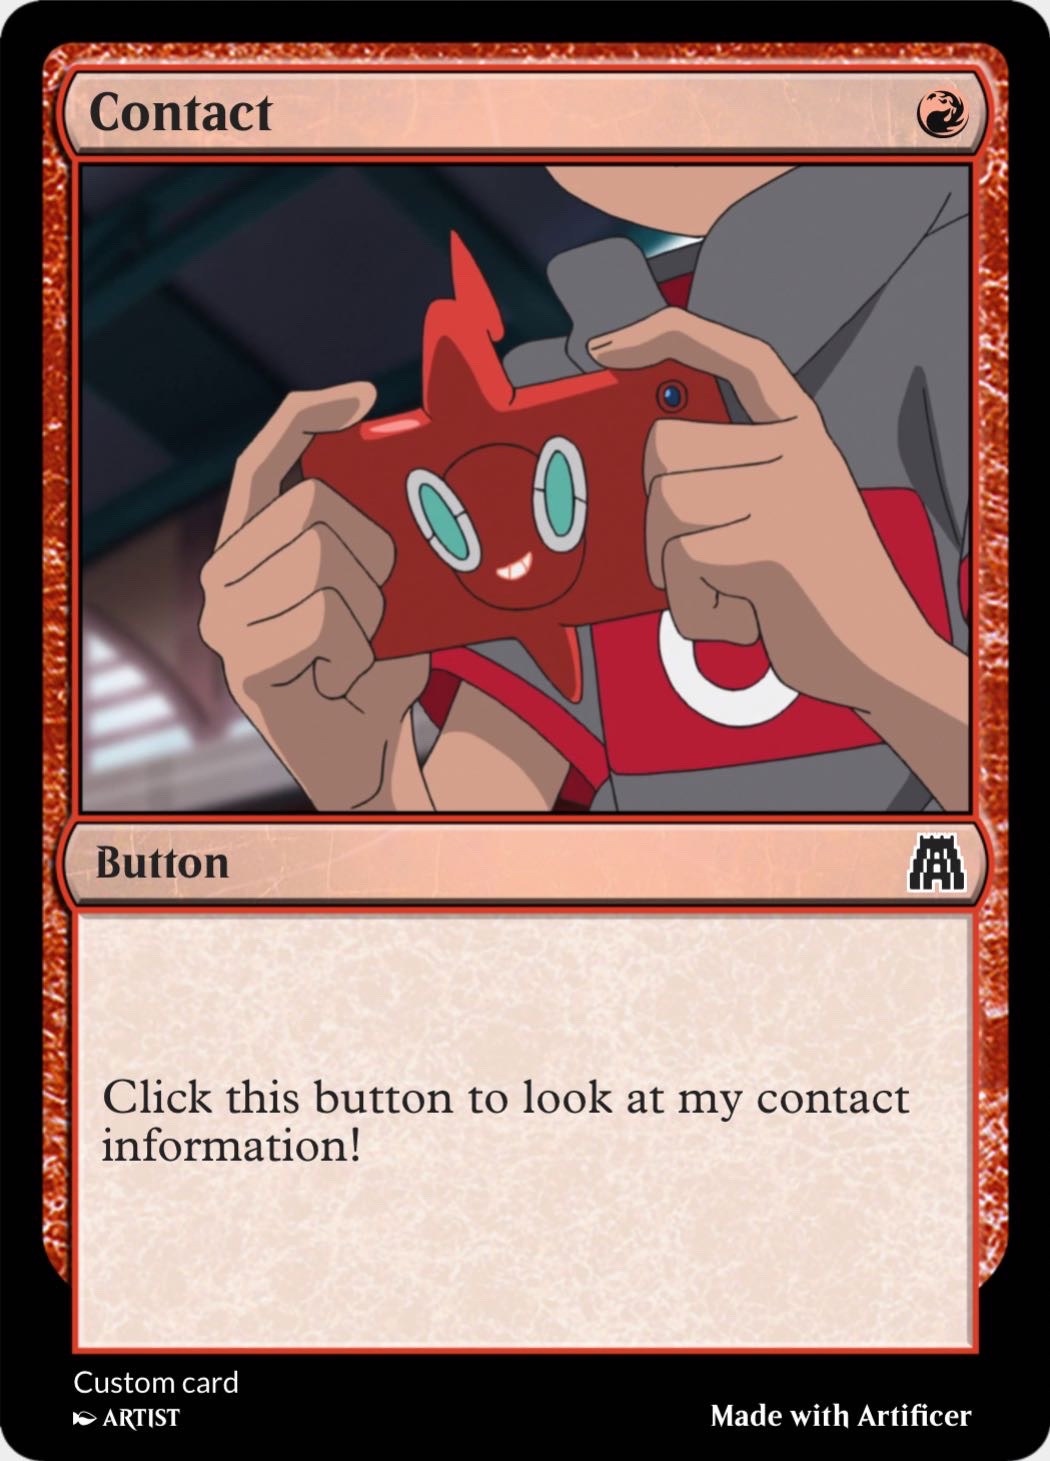 Contact
Button
Click this button to look at my contact
information!
Custom card
ARTIST
Made with Artificer